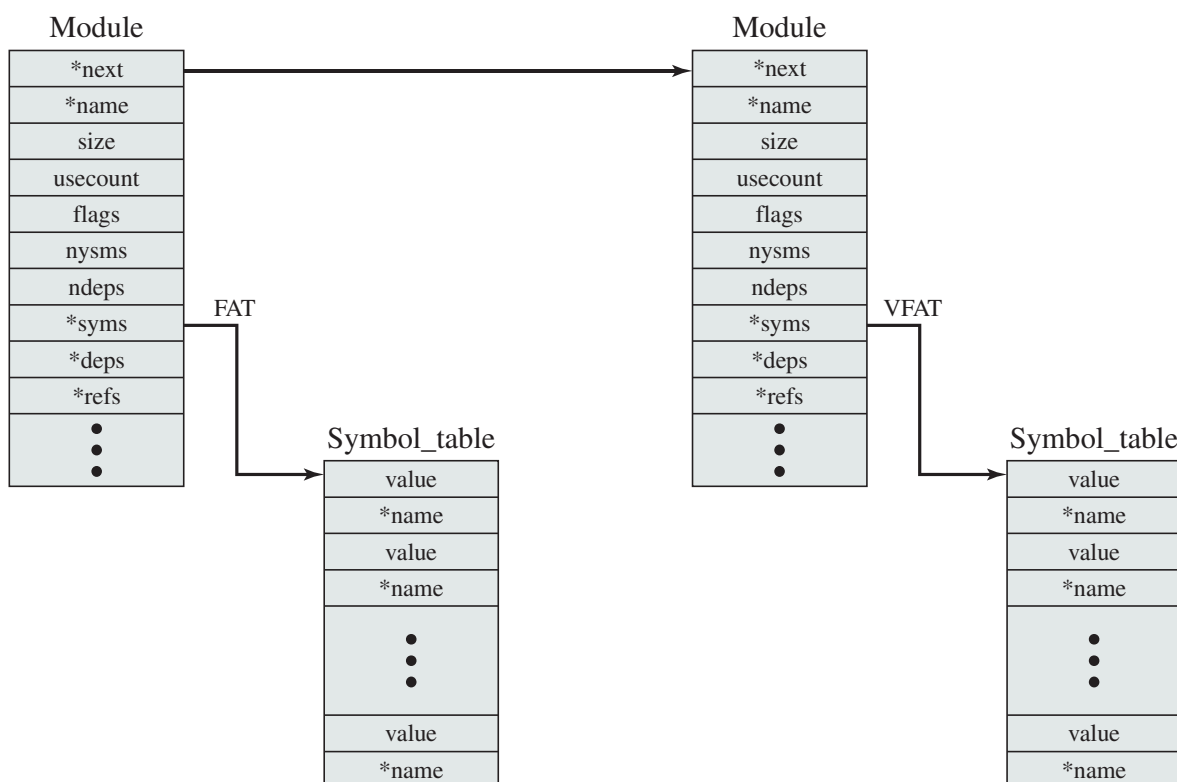 Module
*next
*name
size
usecount
flags
nysms
ndeps
*syms
*deps
*refs
FAT
Symbol_table
value
*name
value
*name
value
*name
Module
*next
*name
size
usecount
flags
nysms
ndeps
*syms
*deps
*refs
VFAT
Symbol_table
value
*name
value
*name
value
*name